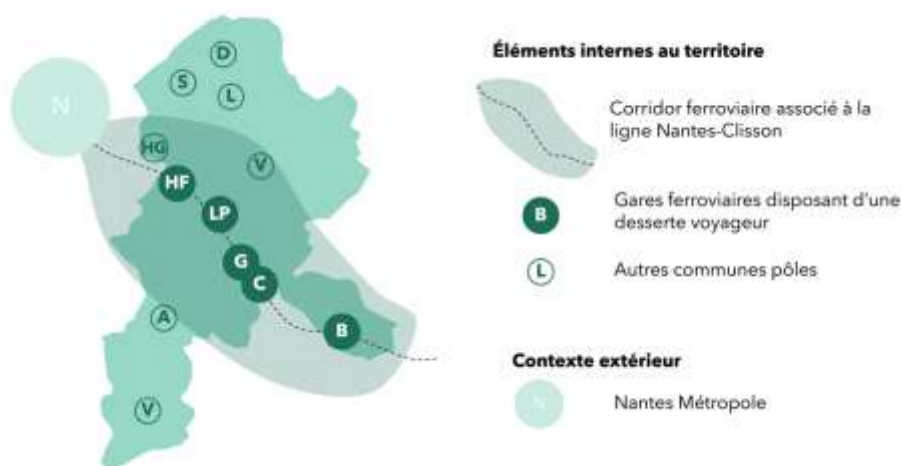 D
S
L
N
HG
V
HF
LP
G
C
A
B
V
Éléments internes au territoire
Corridor ferroviaire associé à la
ligne Nantes-Clisson
B
Gares ferroviaires disposant d'une
desserte voyageur
L
Autres communes pôles
Contexte extérieur
N
Nantes Métropole